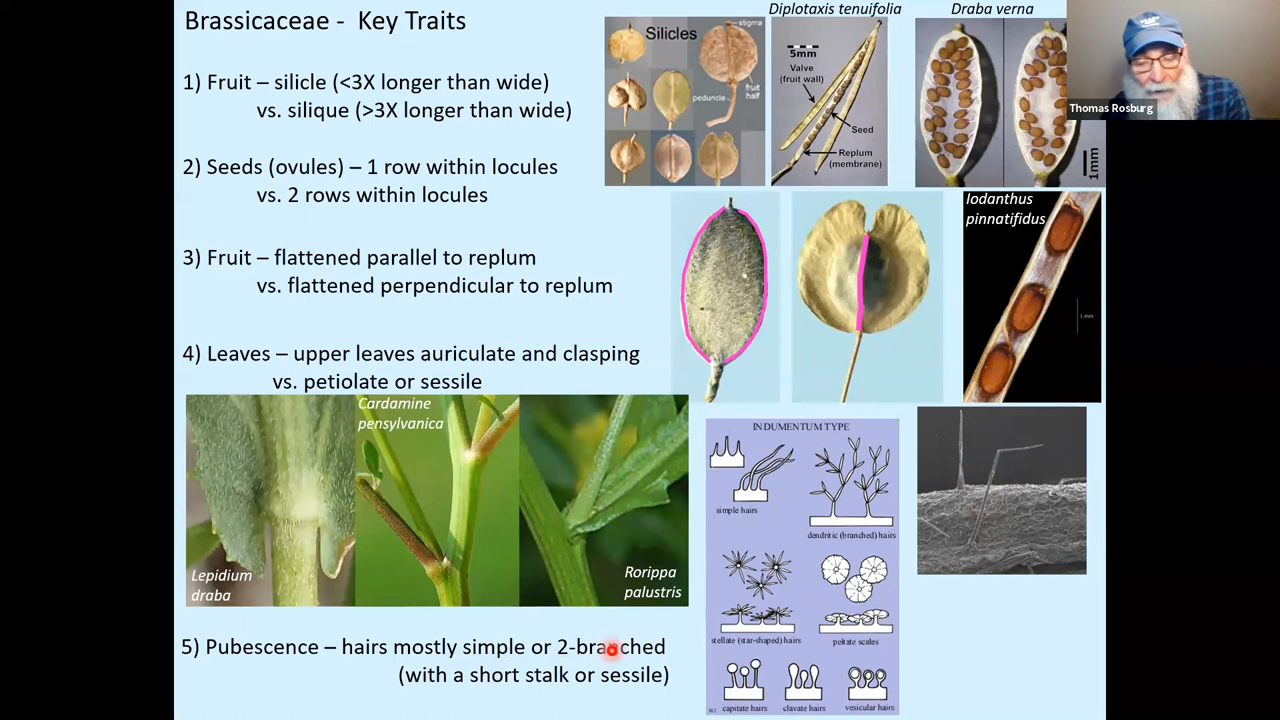 Brassicaceae - Key Traits
1) Fruit – silicle (<3X longer than wide)
vs. silique (>3X longer than wide)
2) Seeds (ovules) – 1 row within locules
vs. 2 rows within locules
3) Fruit – flattened parallel to replum
vs. flattened perpendicular to replum
4) Leaves – upper leaves auriculate and clasping
vs. petiolate or sessile
Lepidium
draba
Cardamine
pensylvanica
Rorippa
palustris
5) Pubescence – hairs mostly simple or 2-branched
(with a short stalk or sessile)
Silicles
stigma
peduncle
fruit
half
Diplotaxis tenuifolia
5mm
Valve
(fruit wall)
Seed
Replum
(membrane)
Draba verna
1mm
Thomas Rosburg
Iodanthus
pinnatifidus
1 mm
INDUMENTUM TYPE
simple hairs
dendritic (branched) hairs
stellate (star-shaped) hairs
peltate scales
capitate hairs
clavate hairs
vesicular hairs